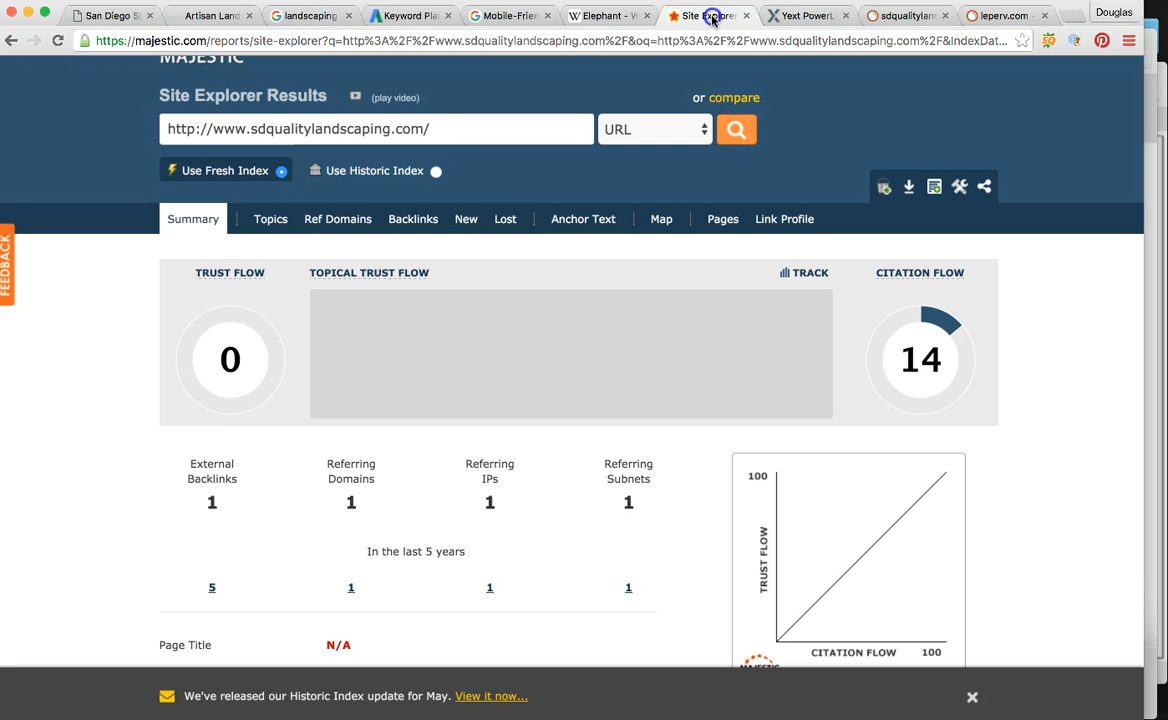 San Diego S
Artisan Land
landscaping
Keyword Pla
Mobile-Frien
Elephant - W
Site Explorer
Yext PowerLi
sdqualitylanc
leperv.com -
Douglas
https://majestic.com/reports/site-explorer?q=http%3A%2F%2Fwww.sdqualitylandscaping.com%2F&oq=http%3A%2F%2Fwww.sdqualitylandscaping.com%2F&IndexDat...
MAJESTIC
Site Explorer Results
(play video)
or compare
http://www.sdqualitylandscaping.com/
URL
Use Fresh Index
Use Historic Index
Summary
Topics
Ref Domains
Backlinks
New
Lost
Anchor Text
Map
Pages
Link Profile
FEEDBACK
TRUST FLOW
TOPICAL TRUST FLOW
TRACK
CITATION FLOW
0
14
External
Backlinks
1
Referring
Domains
1
Referring
IPs
1
Referring
Subnets
1
In the last 5 years
5
1
1
1
Page Title
N/A
100
TRUST FLOW
CITATION FLOW
100
MAJESTIC
We've released our Historic Index update for May. View it now...